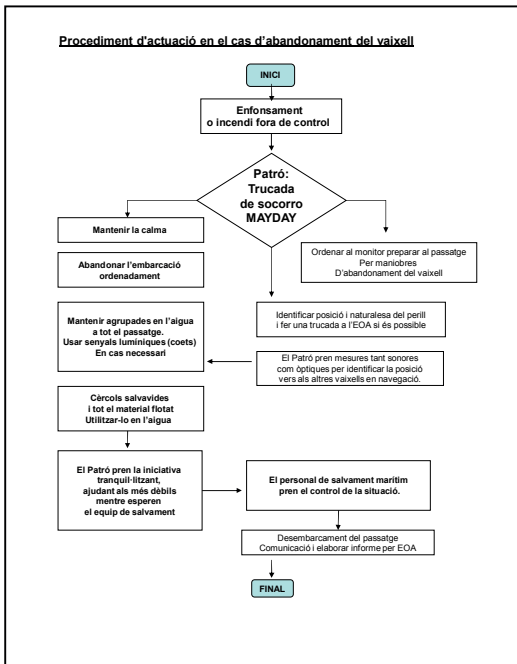 Procediment d'actuació en el cas d'abandonament del vaixell
INICI
Enfonsament
o incendi fora de control
Patró:
Trucada
de socorro
MAYDAY
Mantenir la calma
Ordenar al monitor preparar al passatge
Per maniobres
D'abandonament del vaixell
Abandonar l'embarcació
ordenadament
Identificar posició i naturalesa del perill
i fer una trucada a l'EOA si és possible
Mantenir agrupades en l'aigua
a tot el passatge.
Usar senyals lumíniques (coets)
En cas necessari
El Patró pren mesures tant sonores
com òptiques per identificar la posició
vers als altres vaixells en navegació.
Cèrcols salvavides
i tot el material flotat
Utilitzar-lo en l'aigua
El Patró pren la iniciativa
tranquil·litzant,
ajudant als més dèbils
mentre esperen
el equip de salvament
El personal de salvament marítim
pren el control de la situació.
Desembarcament del passatge
Comunicació i elaborar informe per EOA
FINAL